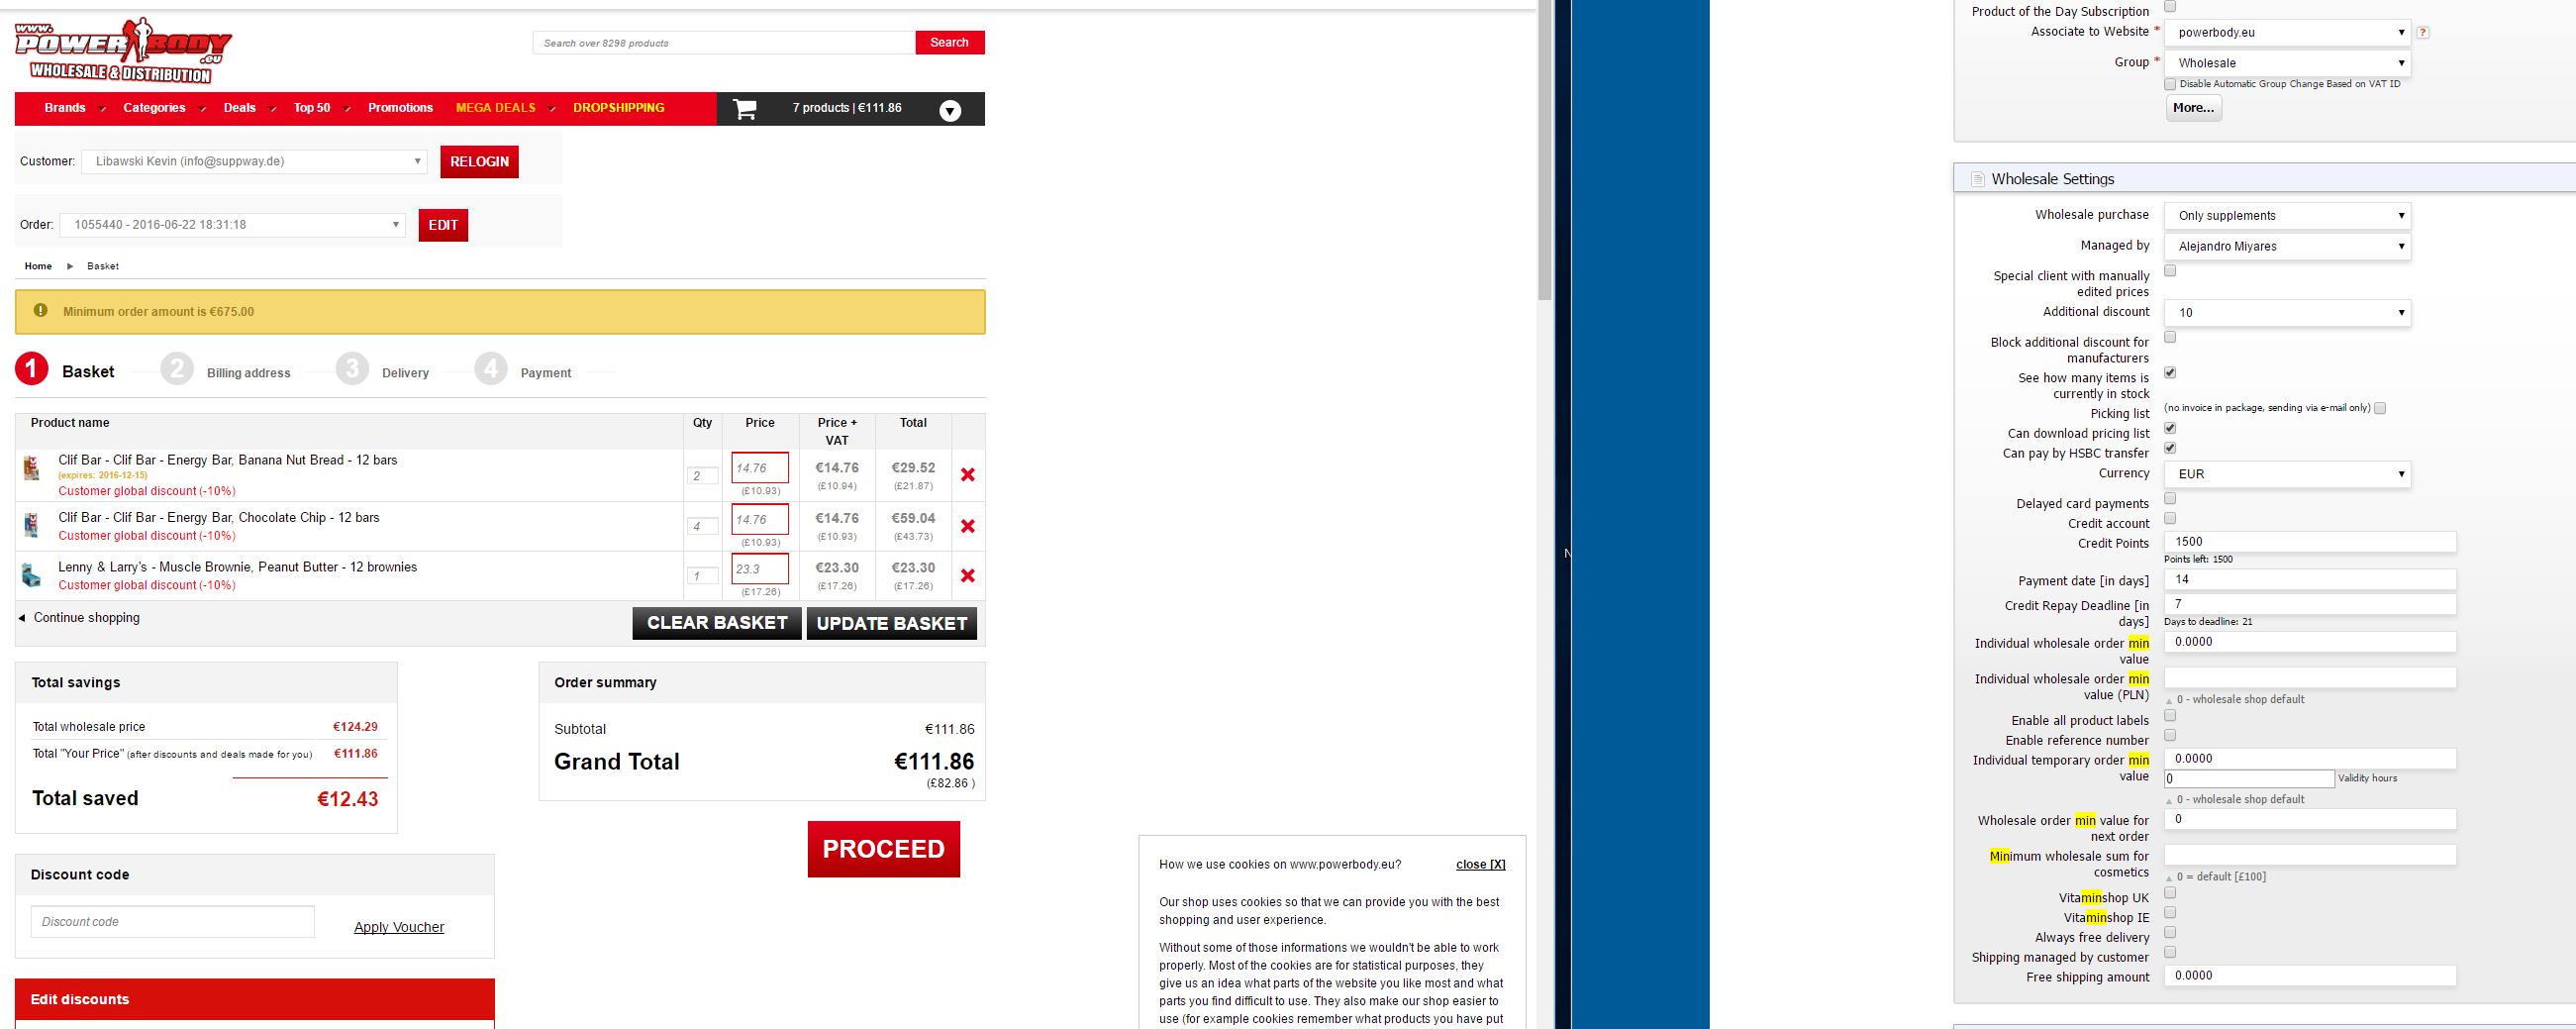 www.
POWER BODY
.eu
WHOLESALE & DISTRIBUTION
Search over 8298 products
Search
Brands Categories Deals Top 50 Promotions MEGA DEALS DROPSHIPPING
7 products | €111.86
Customer: Libawski Kevin (info@suppway.de) RELOGIN
Order: 1055440 - 2016-06-22 18:31:18 EDIT
Home Basket
Minimum order amount is €675.00
1 Basket 2 Billing address 3 Delivery 4 Payment
Product name Qty Price Price + VAT Total
Clif Bar - Clif Bar - Energy Bar, Banana Nut Bread - 12 bars
(expires: 2016-12-15)
Customer global discount (-10%)
2 14.76 €14.76 €29.52
(£10.93) (£10.94) (£21.87)
Clif Bar - Clif Bar - Energy Bar, Chocolate Chip - 12 bars
Customer global discount (-10%)
4 14.76 €14.76 €59.04
(£10.93) (£10.93) (£43.73)
Lenny & Larry's - Muscle Brownie, Peanut Butter - 12 brownies
Customer global discount (-10%)
1 23.3 €23.30 €23.30
(£17.26) (£17.26) (£17.26)
Continue shopping
CLEAR BASKET UPDATE BASKET
Total savings
Total wholesale price €124.29
Total "Your Price" (after discounts and deals made for you) €111.86
Total saved €12.43
Order summary
Subtotal €111.86
Grand Total €111.86
(£82.86 )
PROCEED
Discount code
Discount code
Apply Voucher
Edit discounts
How we use cookies on www.powerbody.eu? close [X]
Our shop uses cookies so that we can provide you with the best
shopping and user experience.
Without some of those informations we wouldn't be able to work
properly. Most of the cookies are for statistical purposes, they
give us an idea what parts of the website you like most and what
parts you find difficult to use. They also make our shop easier to
use (for example cookies remember what products you have put
N
Product of the Day Subscription
Associate to Website * powerbody.eu ?
Group * Wholesale
Disable Automatic Group Change Based on VAT ID
More...
Wholesale Settings
Wholesale purchase Only supplements
Managed by Alejandro Miyares
Special client with manually
edited prices
Additional discount 10
Block additional discount for
manufacturers
See how many items is
currently in stock
Picking list (no invoice in package, sending via e-mail only)
Can download pricing list
Can pay by HSBC transfer
Currency EUR
Delayed card payments
Credit account
Credit Points 1500
Points left: 1500
Payment date [in days] 14
Credit Repay Deadline [in
days]
7
Days to deadline: 21
Individual wholesale order min
value
0.0000
Individual wholesale order min
value (PLN)
0 - wholesale shop default
Enable all product labels
Enable reference number
Individual temporary order min
value
0.0000
0 Validity hours
0 - wholesale shop default
Wholesale order min value for
next order
0
Minimum wholesale sum for
cosmetics
0 = default [£100]
Vitaminshop UK
Vitaminshop IE
Always free delivery
Shipping managed by customer
Free shipping amount 0.0000